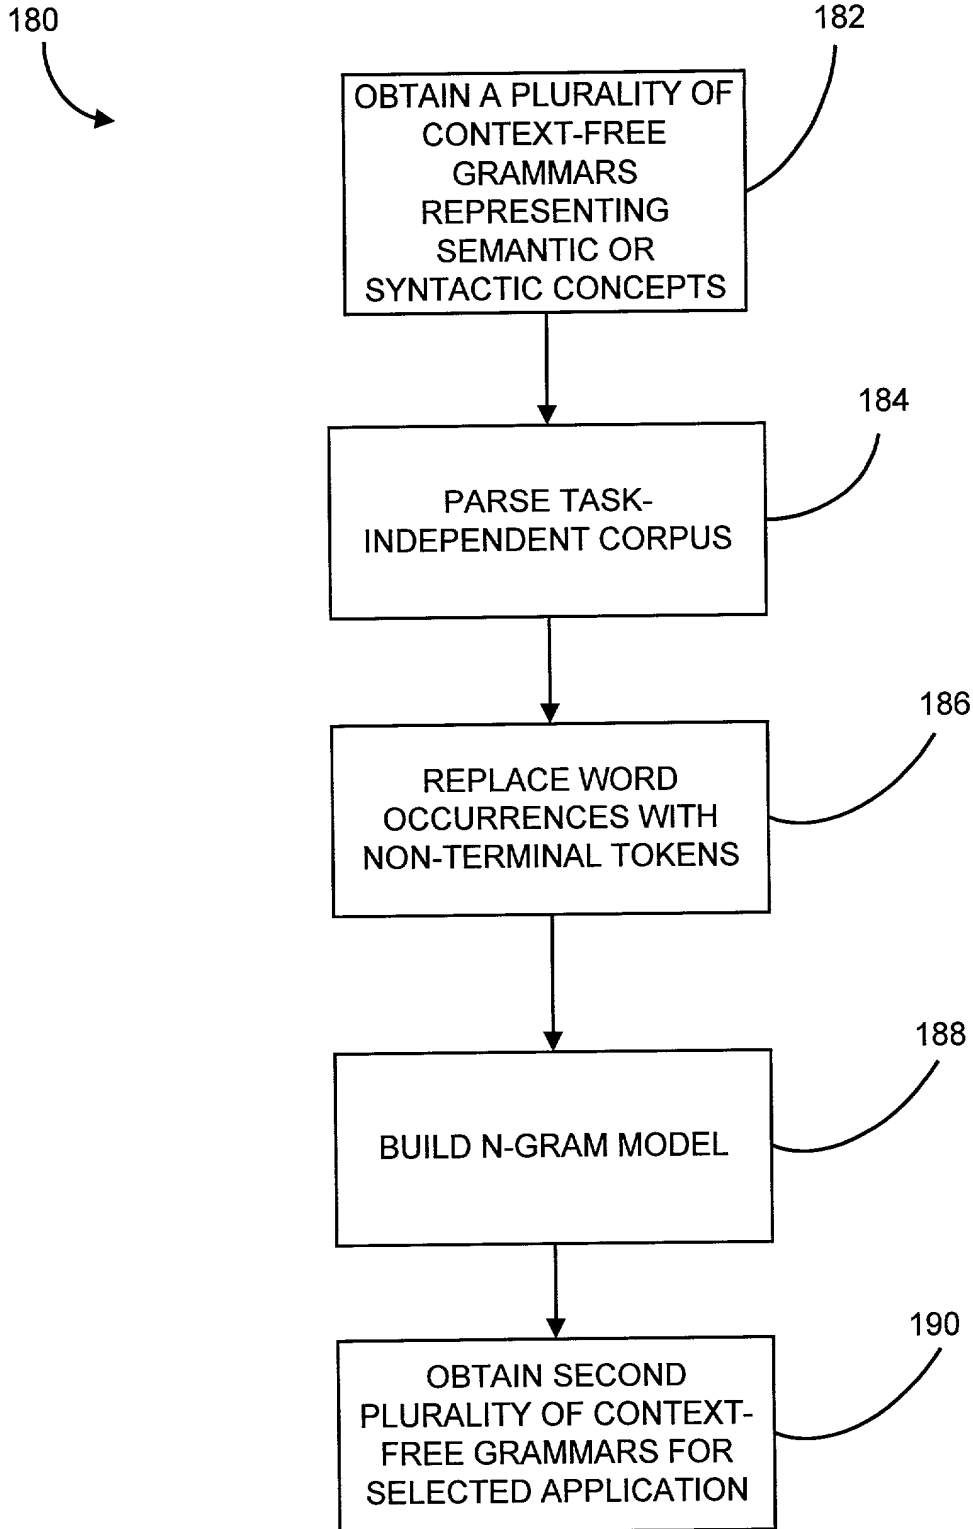 180
182
OBTAIN A PLURALITY OF
CONTEXT-FREE
GRAMMARS
REPRESENTING
SEMANTIC OR
SYNTACTIC CONCEPTS
184
PARSE TASK-
INDEPENDENT CORPUS
186
REPLACE WORD
OCCURRENCES WITH
NON-TERMINAL TOKENS
188
BUILD N-GRAM MODEL
190
OBTAIN SECOND
PLURALITY OF CONTEXT-
FREE GRAMMARS FOR
SELECTED APPLICATION